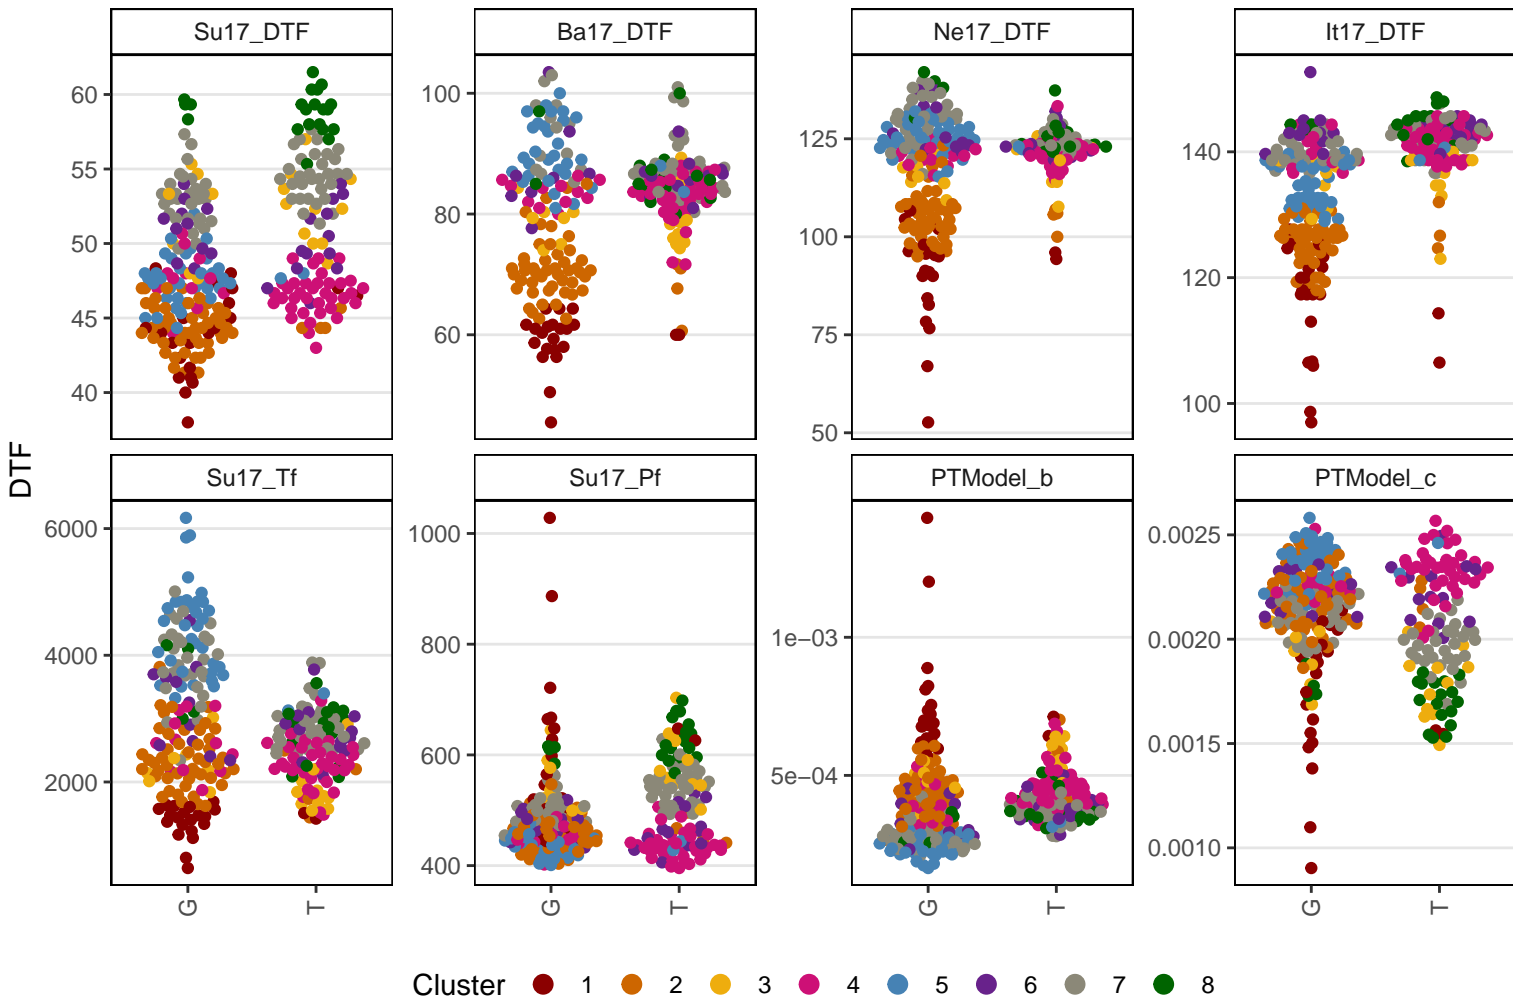 Su17_DTF Ba17_DTF Ne17_DTF It17_DTF
60 55 50 45 40
100 80 60
125 100 75 50
140 120 100
DTF
Su17_Tf Su17_Pf PTModel_b PTModel_c
6000 4000 2000
1000 800 600 400
1e−03 5e−04
0.0025 0.0020 0.0015 0.0010
G T G T G T G T
Cluster 1 2 3 4 5 6 7 8